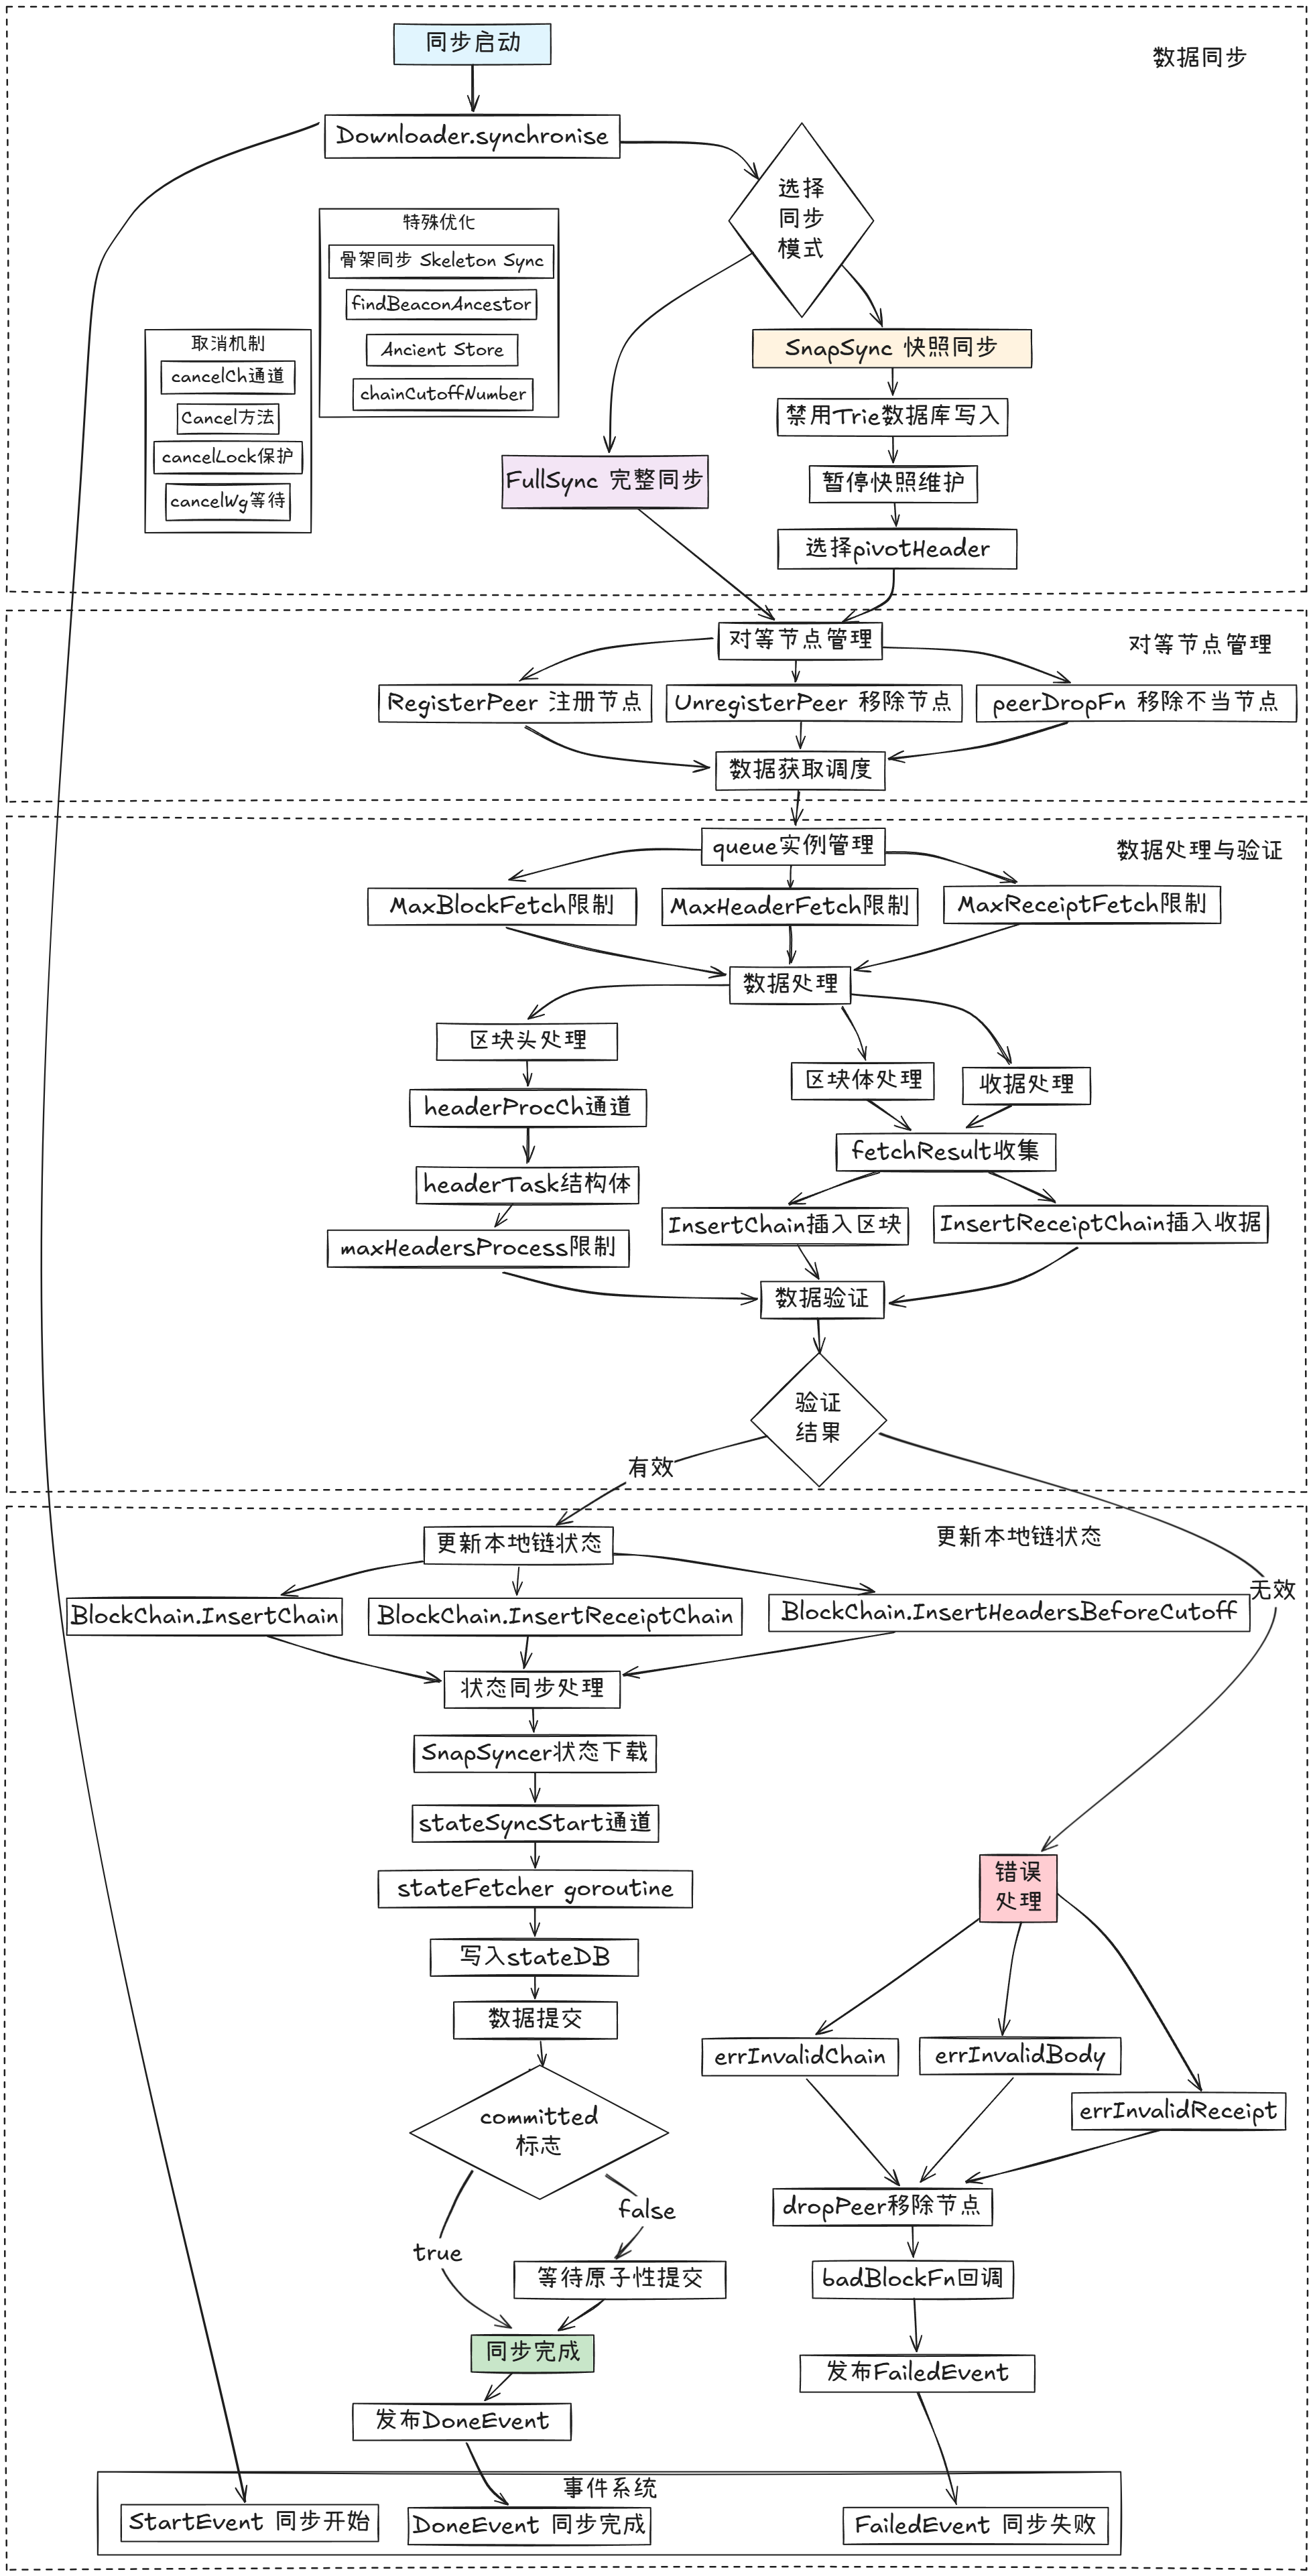 同步启动
数据同步
Downloader.synchronise
选择
同步
模式
特殊优化
骨架同步 Skeleton Sync
findBeaconAncestor
Ancient Store
chainCutoffNumber
取消机制
cancelCh通道
Cancel方法
cancelLock保护
cancelWg等待
SnapSync 快照同步
禁用Trie数据库写入
FullSync 完整同步
暂停快照维护
选择pivotHeader
对等节点管理
对等节点管理
RegisterPeer 注册节点
UnregisterPeer 移除节点
peerDropFn 移除不当节点
数据获取调度
queue实例管理
数据处理与验证
MaxBlockFetch限制
MaxHeaderFetch限制
MaxReceiptFetch限制
数据处理
区块头处理
区块体处理
收据处理
headerProcCh通道
fetchResult收集
headerTask结构体
InsertChain插入区块
InsertReceiptChain插入收据
maxHeadersProcess限制
数据验证
验证
结果
有效
更新本地链状态
更新本地链状态
无效
BlockChain.InsertChain
BlockChain.InsertReceiptChain
BlockChain.InsertHeadersBeforeCutoff
状态同步处理
SnapSyncer状态下载
stateSyncStart通道
stateFetcher goroutine
错误
处理
写入stateDB
数据提交
errInvalidChain
errInvalidBody
errInvalidReceipt
committed
标志
false
true
dropPeer移除节点
等待原子性提交
badBlockFn回调
同步完成
发布FailedEvent
发布DoneEvent
事件系统
StartEvent 同步开始
DoneEvent 同步完成
FailedEvent 同步失败